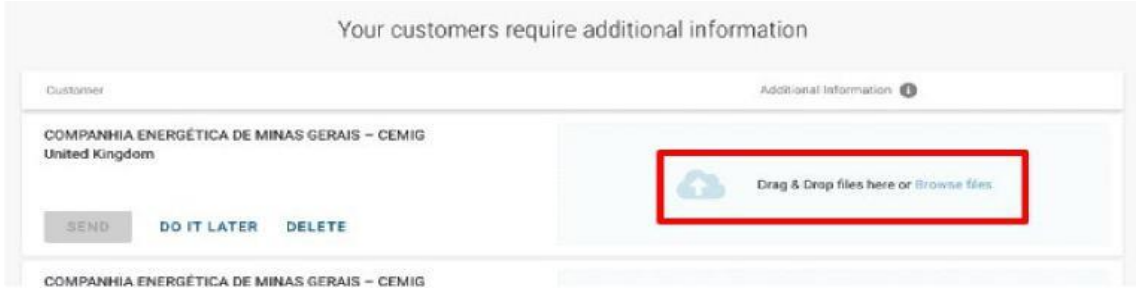 Your customers require additional information
Customer
Additional Information
COMPANHIA ENERGÉTICA DE MINAS GERAIS – CEMIG
United Kingdom
Drag & Drop files here or Browse files
SEND DO IT LATER DELETE
COMPANHIA ENERGÉTICA DE MINAS GERAIS – CEMIG